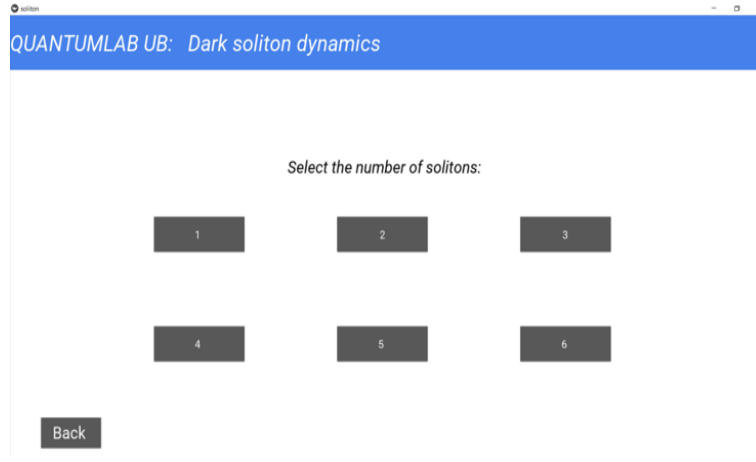 soliton
QUANTUMLAB UB: Dark soliton dynamics
Select the number of solitons:
1 2 3
4 5 6
Back